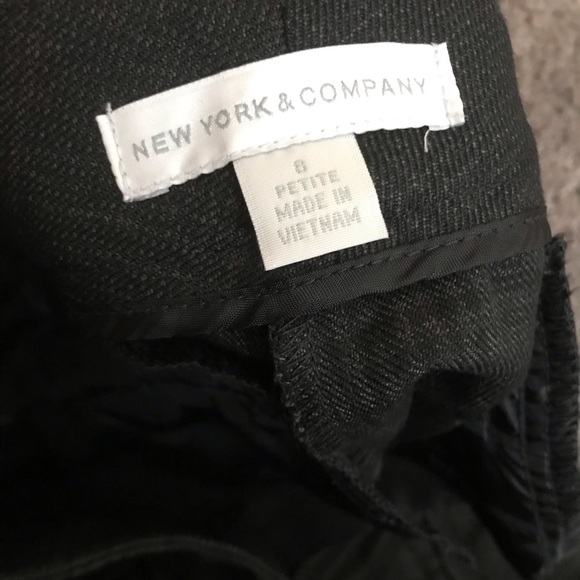 NEW YORK & COMPANY
8
PETITE
MADE IN
VIETNAM